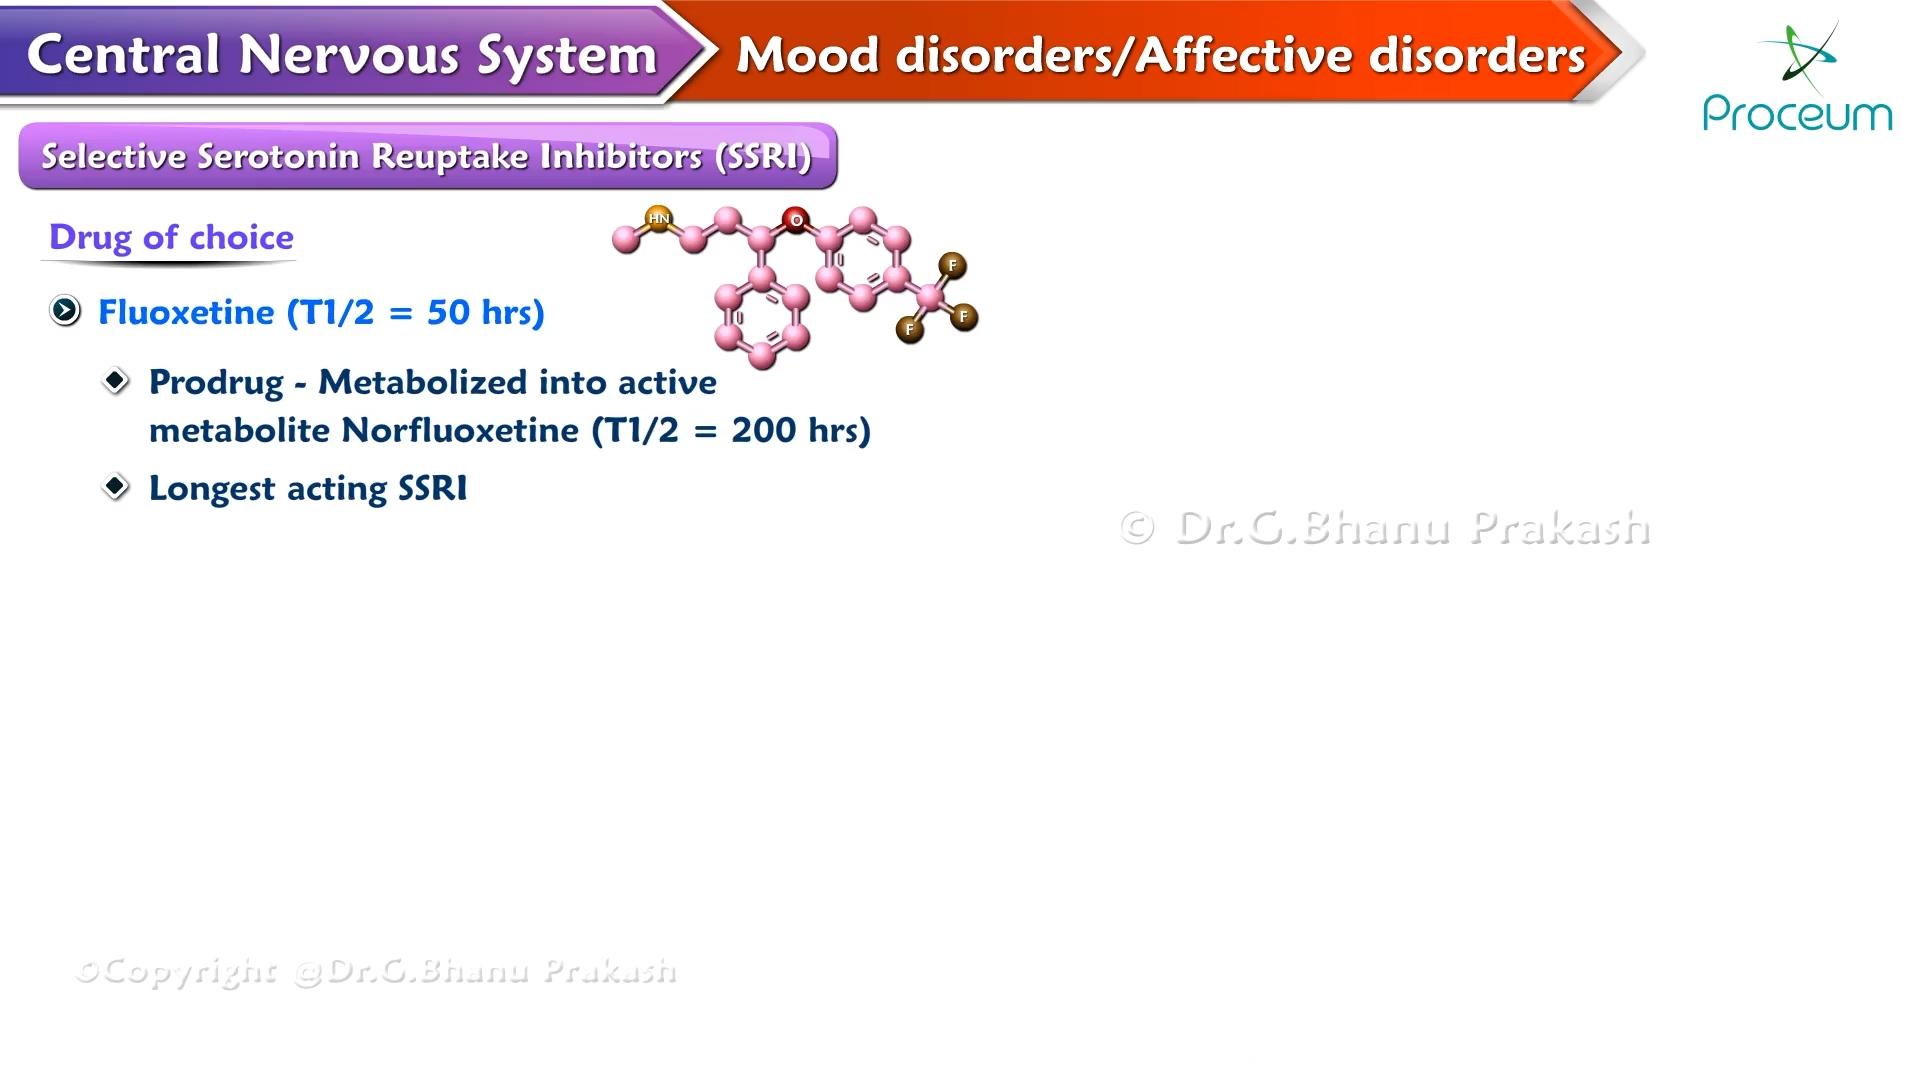 Central Nervous System
Mood disorders/Affective disorders
Proceum
Selective Serotonin Reuptake Inhibitors (SSRI)
Drug of choice
HN
O
F
F
F
Fluoxetine (T1/2 = 50 hrs)
Prodrug - Metabolized into active
metabolite Norfluoxetine (T1/2 = 200 hrs)
Longest acting SSRI
© Dr.G.Bhanu Prakash
©Copyright @Dr.G.Bhanu Prakash